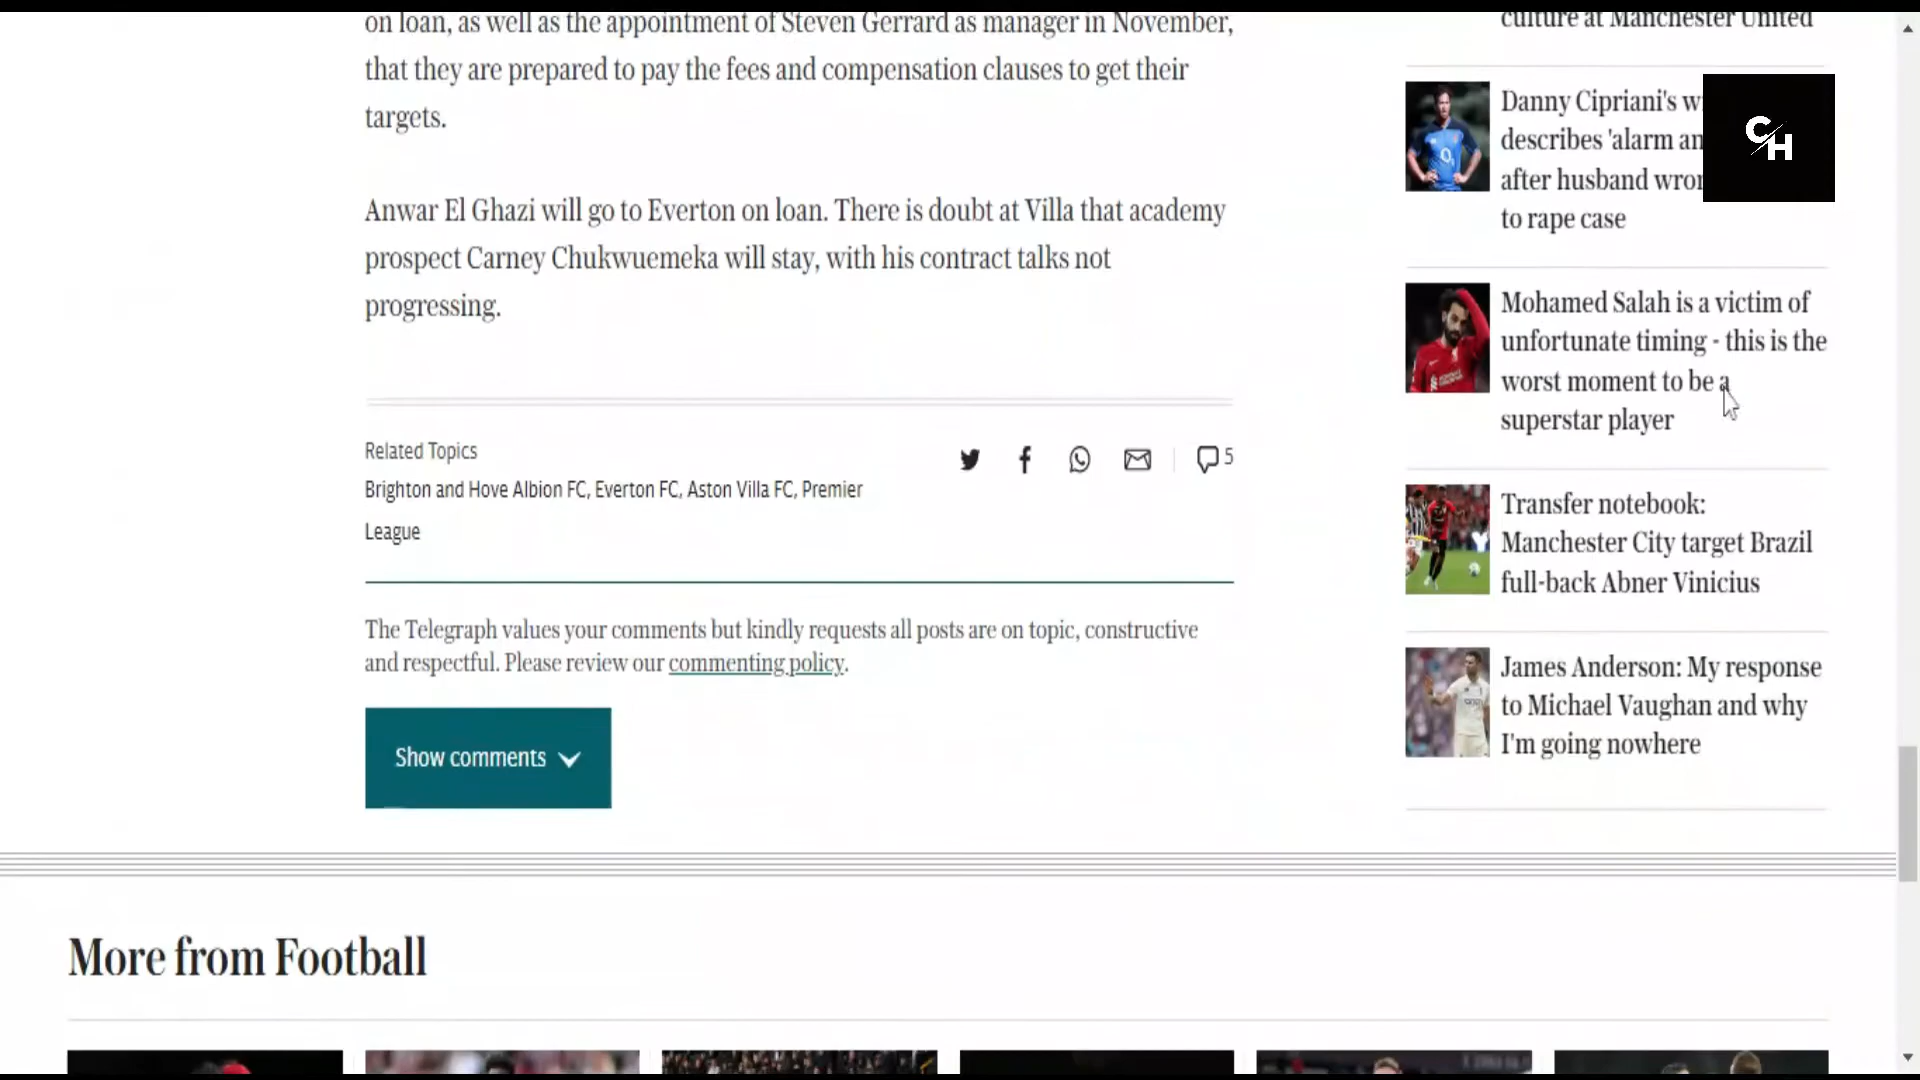 on loan, as well as the appointment of Steven Gerrard as manager in November,
that they are prepared to pay the fees and compensation clauses to get their
targets.
Anwar El Ghazi will go to Everton on loan. There is doubt at Villa that academy
prospect Carney Chukwuemeka will stay, with his contract talks not
progressing.
Related Topics
Brighton and Hove Albion FC, Everton FC, Aston Villa FC, Premier
League
5
The Telegraph values your comments but kindly requests all posts are on topic, constructive
and respectful. Please review our commenting policy.
Show comments
More from Football
culture at Manchester United
Danny Cipriani's
describes 'alarm
after husband
to rape case
C/H
Mohamed Salah is a victim of
unfortunate timing - this is the
worst moment to be a
superstar player
Transfer notebook:
Manchester City target Brazil
full-back Abner Vinicius
James Anderson: My response
to Michael Vaughan and why
I'm going nowhere